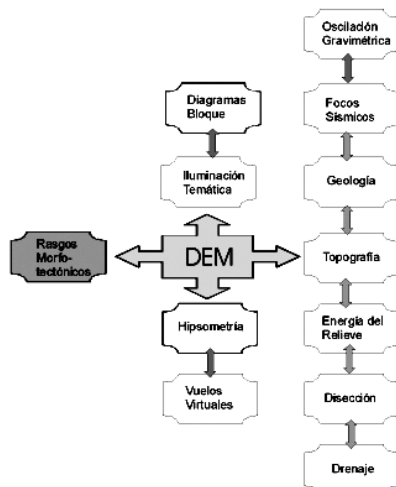 Oscilación
Gravimétrica
Diagramas
Bloque
Focos
Sísmicos
Iluminación
Temática
Geología
Rasgos
Morfo-
tectónicos
DEM
Topografía
Hipsometría
Energía del
Relieve
Vuelos
Virtuales
Disección
Drenaje